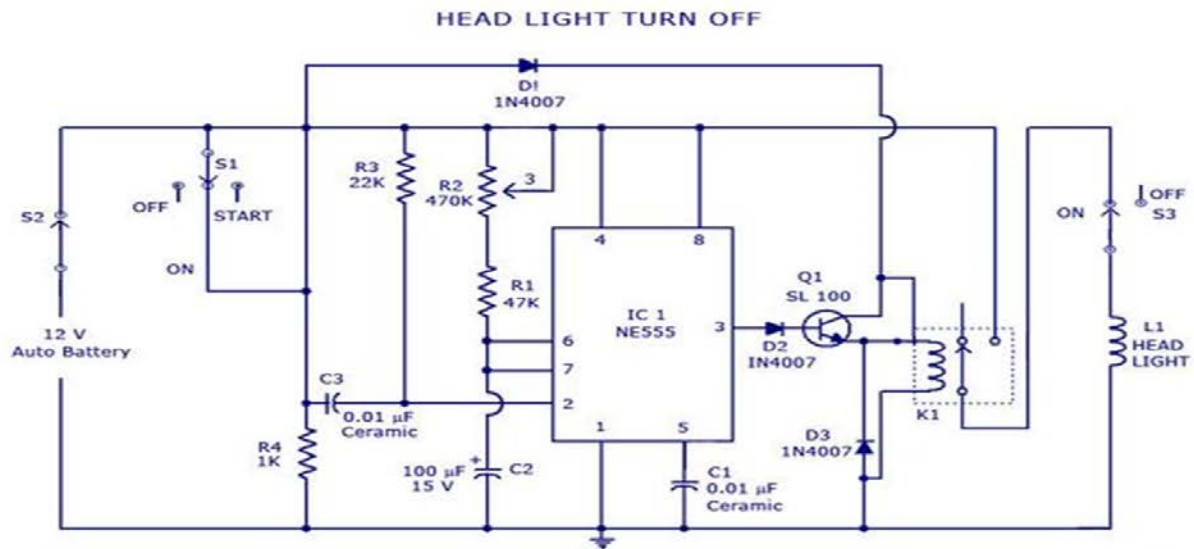 HEAD LIGHT TURN OFF
D!
1N4007
S1
OFF
START
ON
S2
12 V
Auto Battery
R3
22K
R2
470K
3
R1
47K
4
8
IC 1
NE555
3
6
7
2
1
5
Q1
SL 100
D2
IN4007
ON
OFF
S3
L1
HEAD
LIGHT
K1
D3
1N4007
C3
0.01 µF
Ceramic
R4
1K
100 µF
15 V
+
C2
C1
0.01 µF
Ceramic